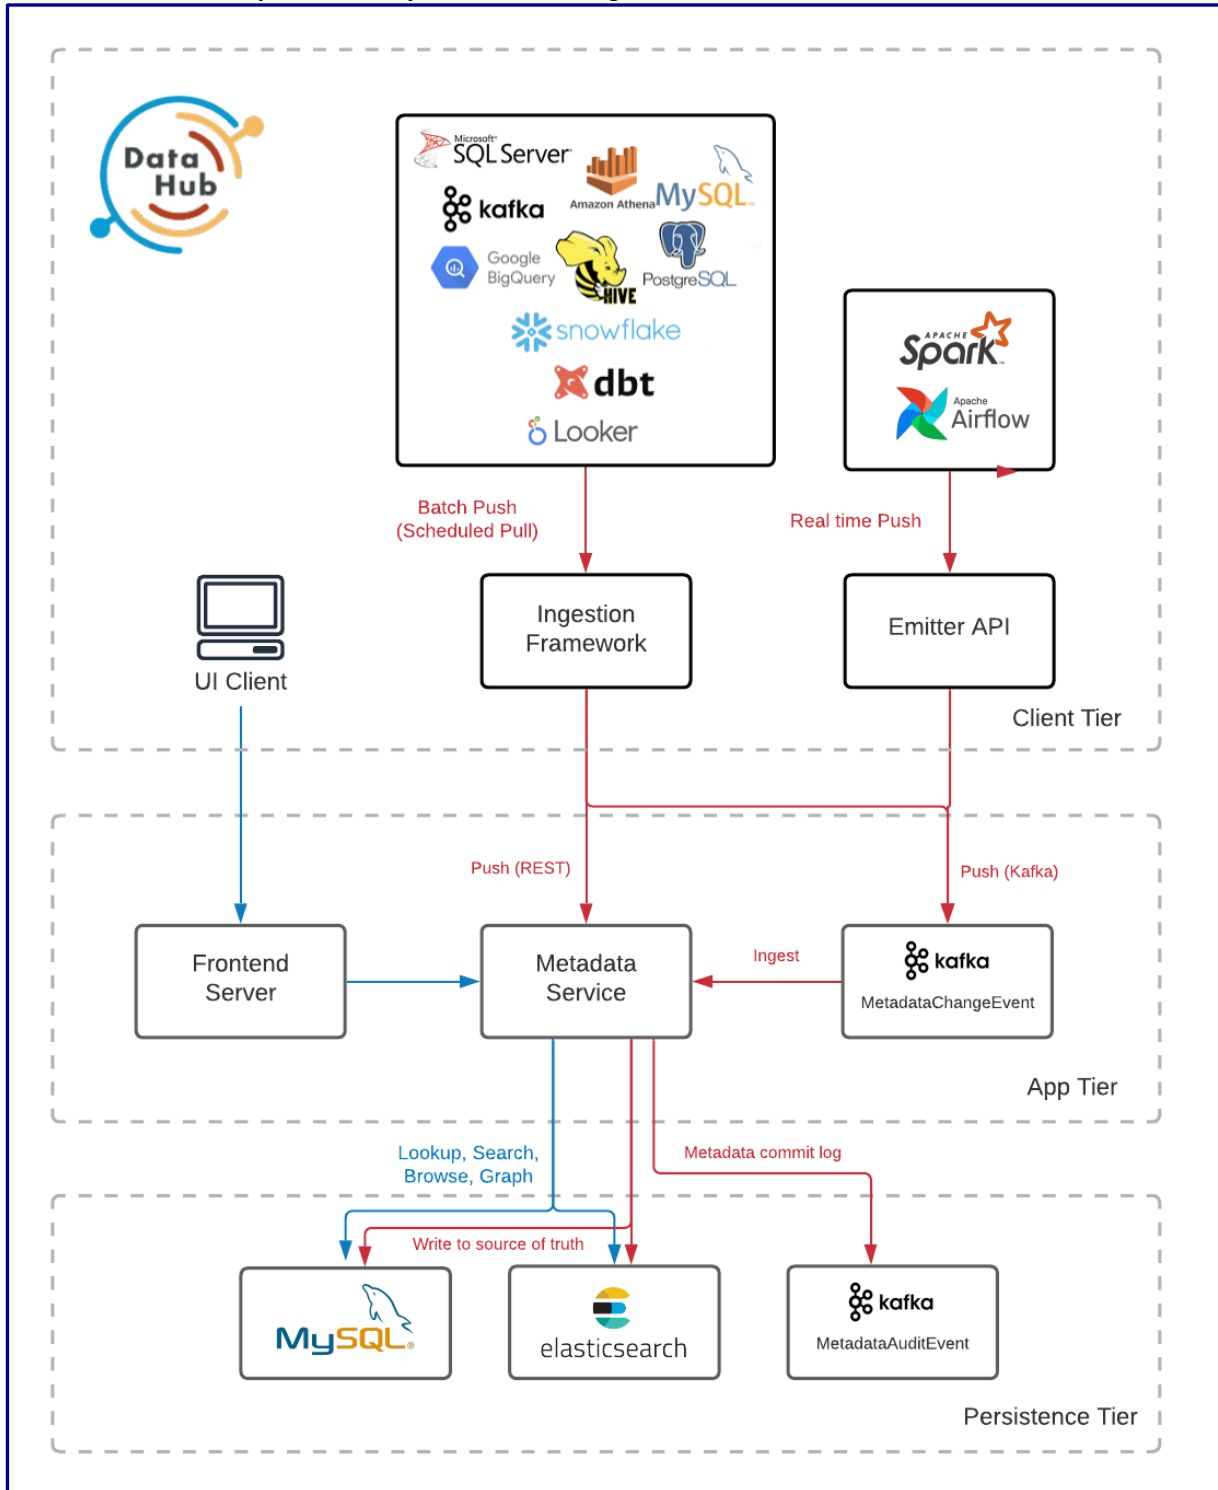 Data
Hub
Microsoft
SQL Server
Amazon Athena
MySQL
kafka
Google
BigQuery
HIVE
PostgreSQL
snowflake
dbt
Looker
APACHE
Spark
Apache
Airflow
Batch Push
(Scheduled Pull)
Real time Push
Ingestion
Framework
Emitter API
UI Client
Client Tier
Push (REST)
Push (Kafka)
Frontend
Server
Metadata
Service
Ingest
kafka
MetadataChangeEvent
App Tier
Lookup, Search,
Browse, Graph
Metadata commit log
Write to source of truth
MySQL
elasticsearch
kafka
MetadataAuditEvent
Persistence Tier